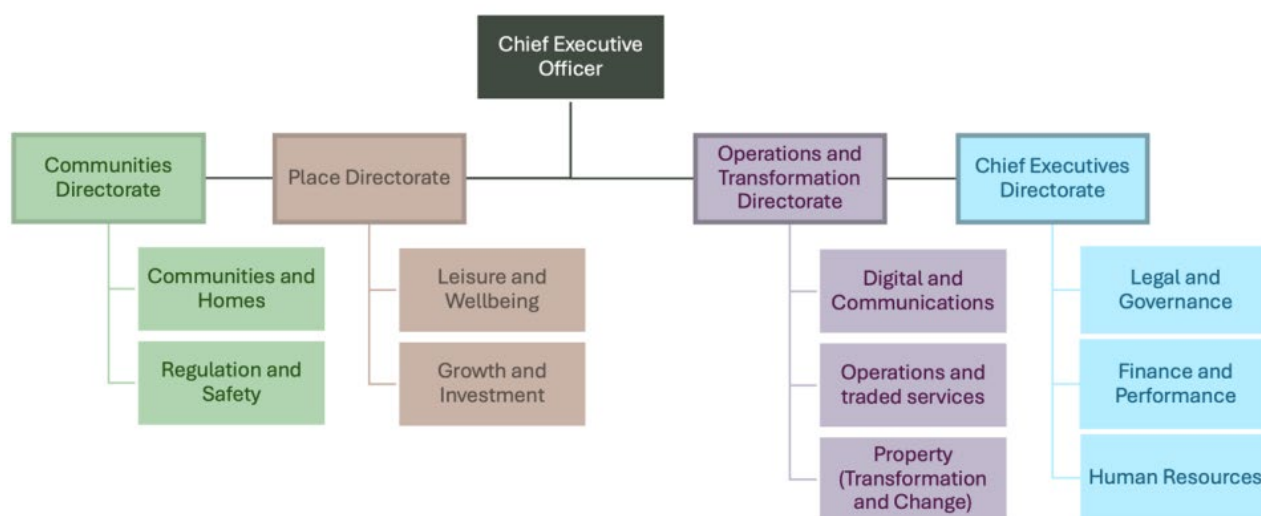 Chief Executive
Officer
Communities
Directorate
Place Directorate
Operations and
Transformation
Directorate
Chief Executives
Directorate
Communities and
Homes
Regulation and
Safety
Leisure and
Wellbeing
Growth and
Investment
Digital and
Communications
Operations and
traded services
Property
(Transformation
and Change)
Legal and
Governance
Finance and
Performance
Human Resources